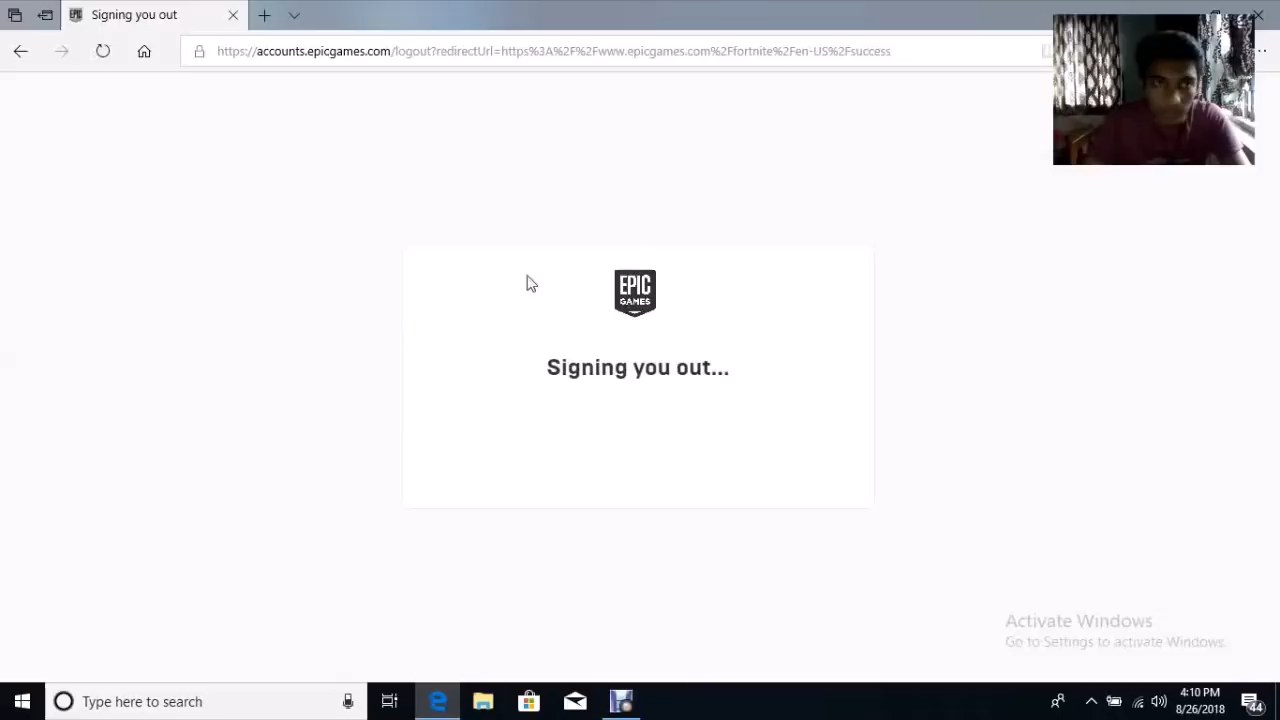 Signing you out
https://accounts.epicgames.com/logout?redirectUrl=https%3A%2F%2Fwww.epicgames.com%2Ffortnite%2Fen-US%2Fsuccess
EPIC
GAMES
Signing you out...
Activate Windows
Go to Settings to activate Windows.
Type here to search
4:10 PM
8/26/2018
44